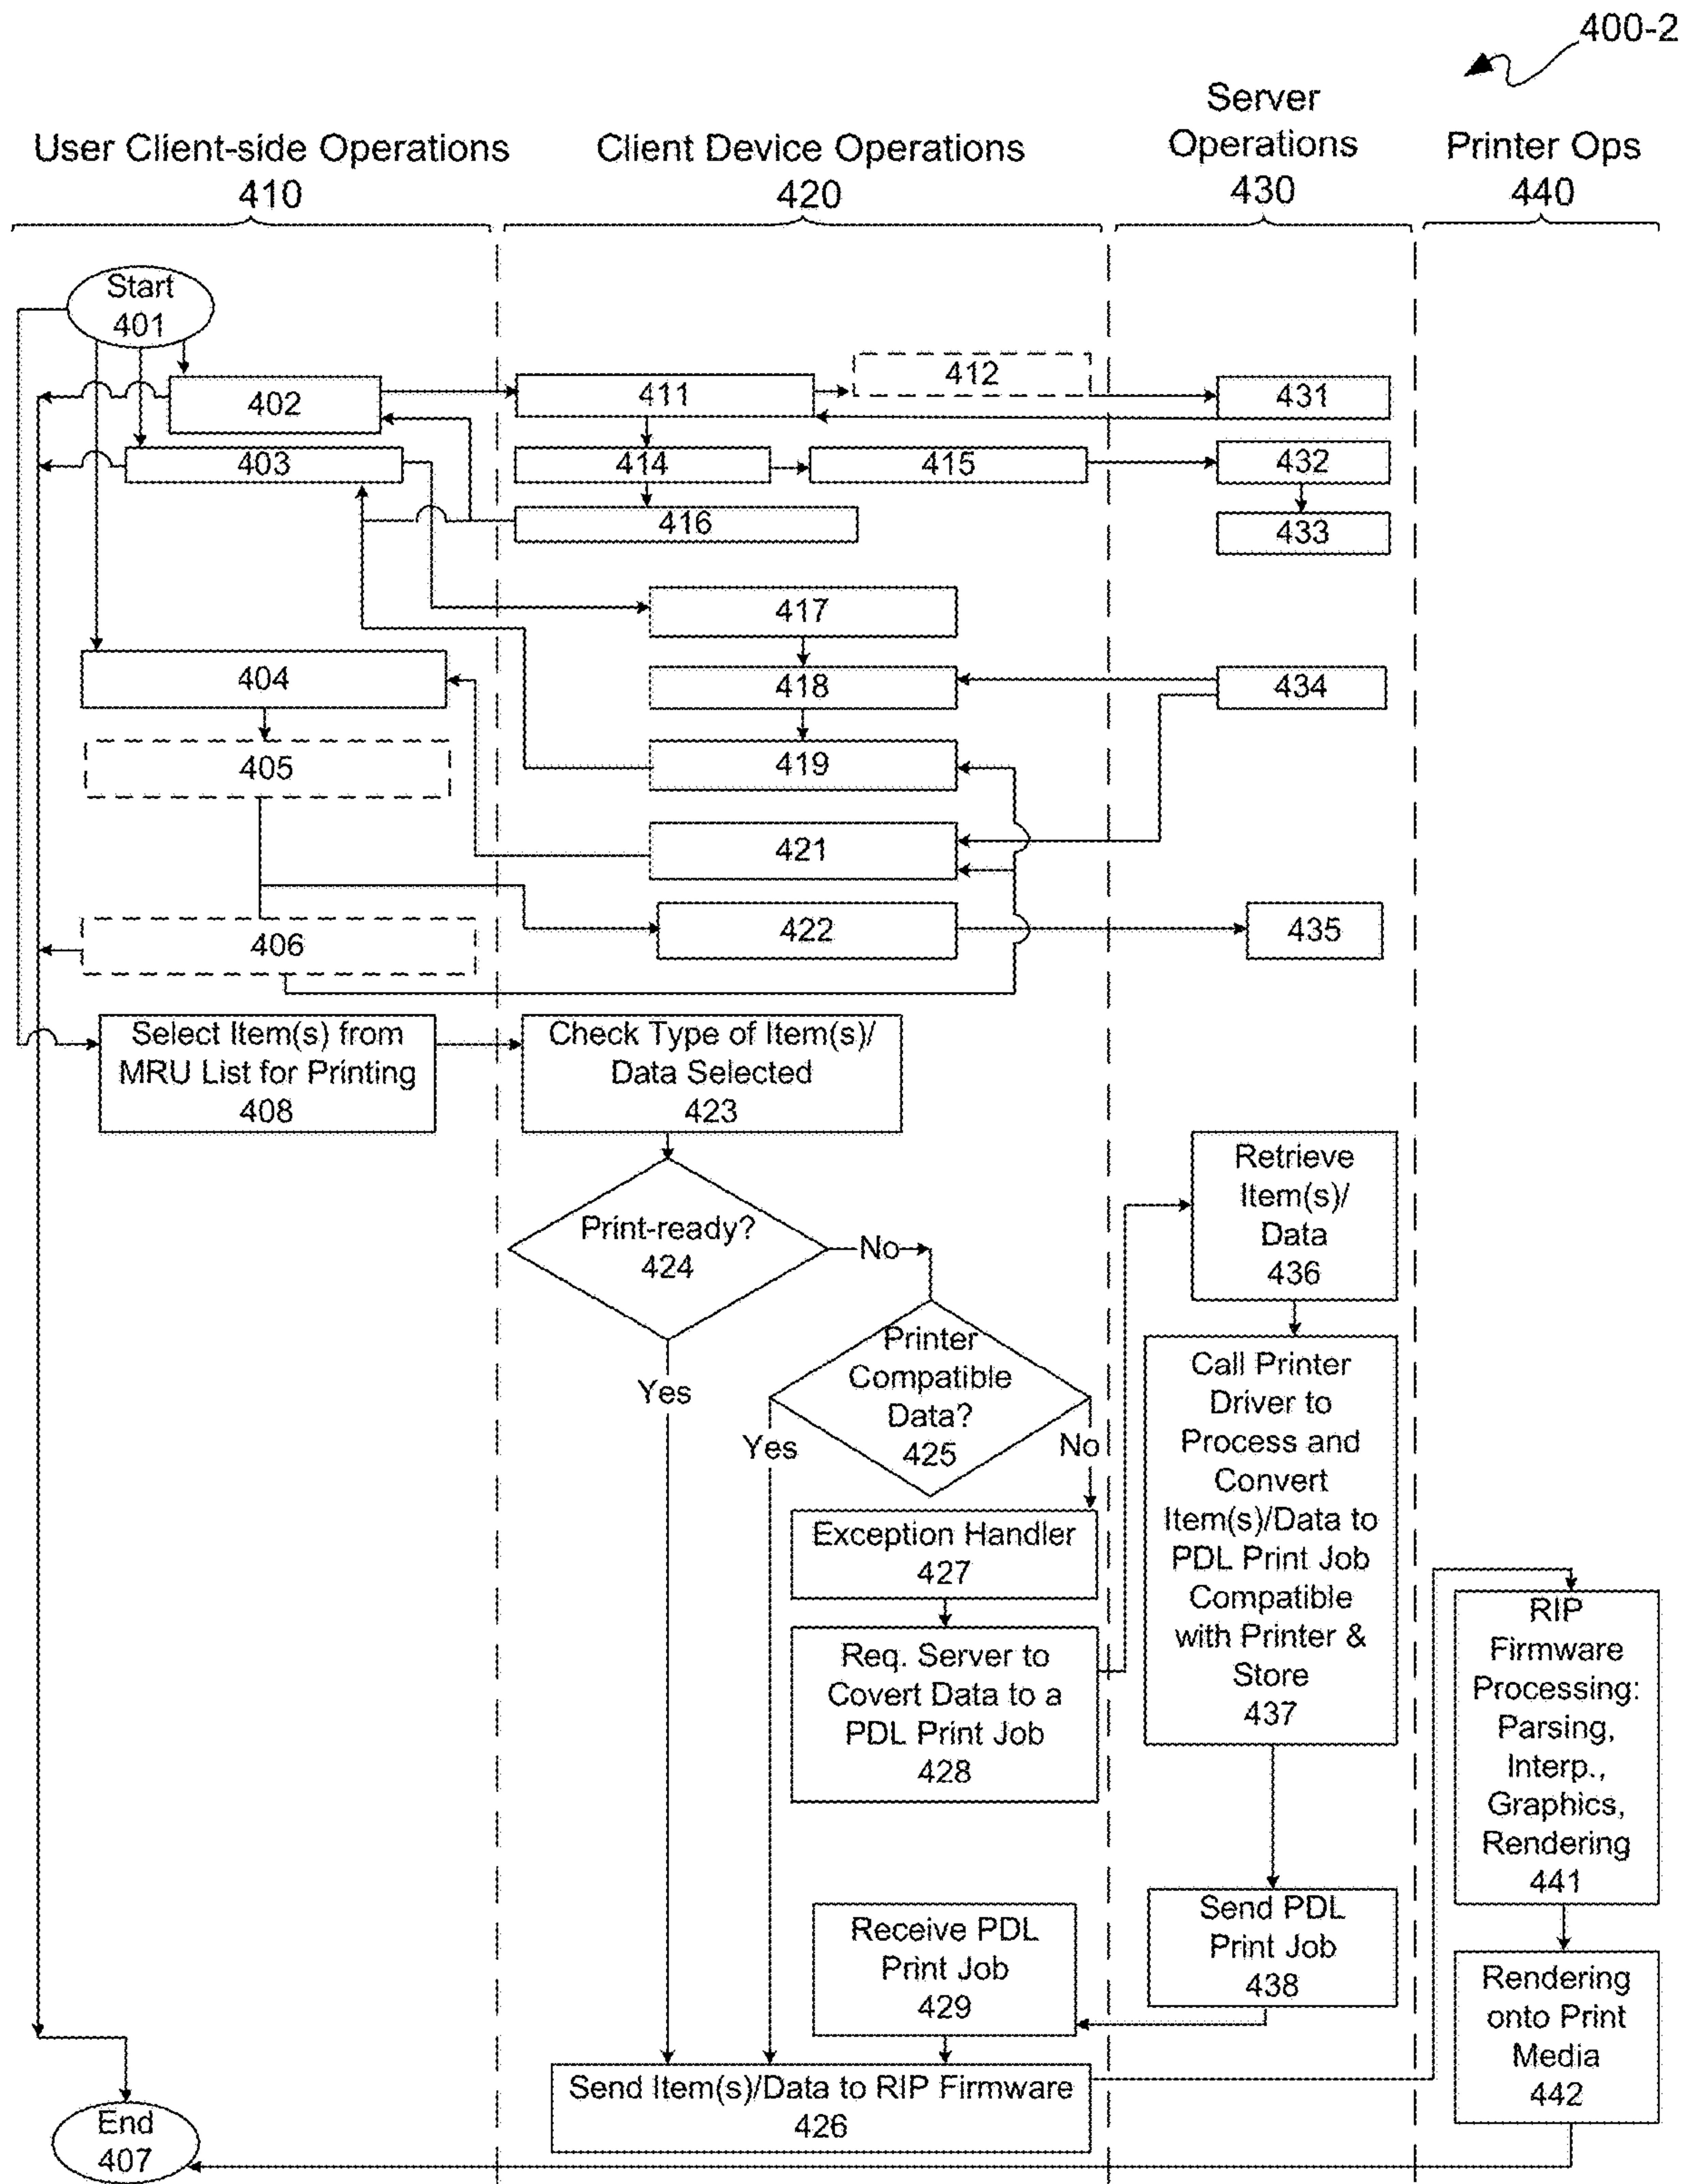 400-2
User Client-side Operations
410
Client Device Operations
420
Server
Operations
430
Printer Ops
440
Start
401
402
411
412
431
403
414
415
432
416
433
417
404
418
434
405
419
421
406
422
435
Select Item(s) from
MRU List for Printing
408
Check Type of Item(s)/
Data Selected
423
Print-ready?
424
No
Yes
Printer
Compatible
Data?
425
Yes
No
Exception Handler
427
Req. Server to
Covert Data to a
PDL Print Job
428
Retrieve
Item(s)/
Data
436
Call Printer
Driver to
Process and
Convert
Item(s)/Data to
PDL Print Job
Compatible
with Printer &
Store
437
Send PDL
Print Job
438
Receive PDL
Print Job
429
Send Item(s)/Data to RIP Firmware
426
RIP
Firmware
Processing:
Parsing,
Interp.,
Graphics,
Rendering
441
Rendering
onto Print
Media
442
End
407